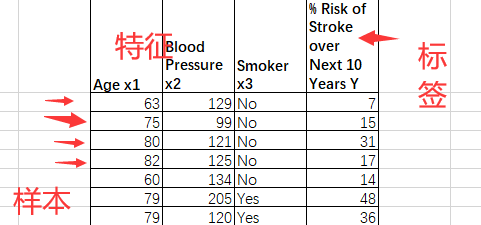 特征
标签
样本
Age x1 Blood Pressure x2 Smoker x3 % Risk of Stroke over Next 10 Years Y
63 129 No 7
75 99 No 15
80 121 No 31
82 125 No 17
60 134 No 14
79 205 Yes 48
79 120 Yes 36